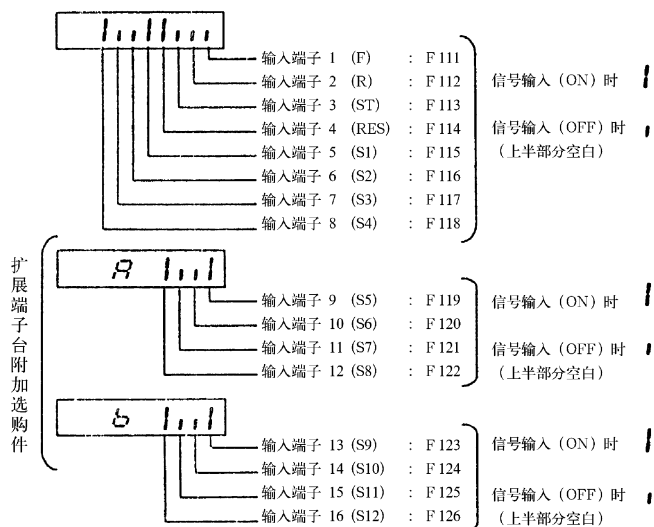 输入端子 1 (F) : F111
输入端子 2 (R) : F112
输入端子 3 (ST) : F113
输入端子 4 (RES) : F114
输入端子 5 (S1) : F115
输入端子 6 (S2) : F116
输入端子 7 (S3) : F117
输入端子 8 (S4) : F118
信号输入（ON）时
信号输入（OFF）时
（上半部分空白）
扩展端子台附加选购件
A
输入端子 9 (S5) : F119
输入端子 10 (S6) : F120
输入端子 11 (S7) : F121
输入端子 12 (S8) : F122
信号输入（ON）时
信号输入（OFF）时
（上半部分空白）
b
输入端子 13 (S9) : F123
输入端子 14 (S10) : F124
输入端子 15 (S11) : F125
输入端子 16 (S12) : F126
信号输入（ON）时
信号输入（OFF）时
（上半部分空白）